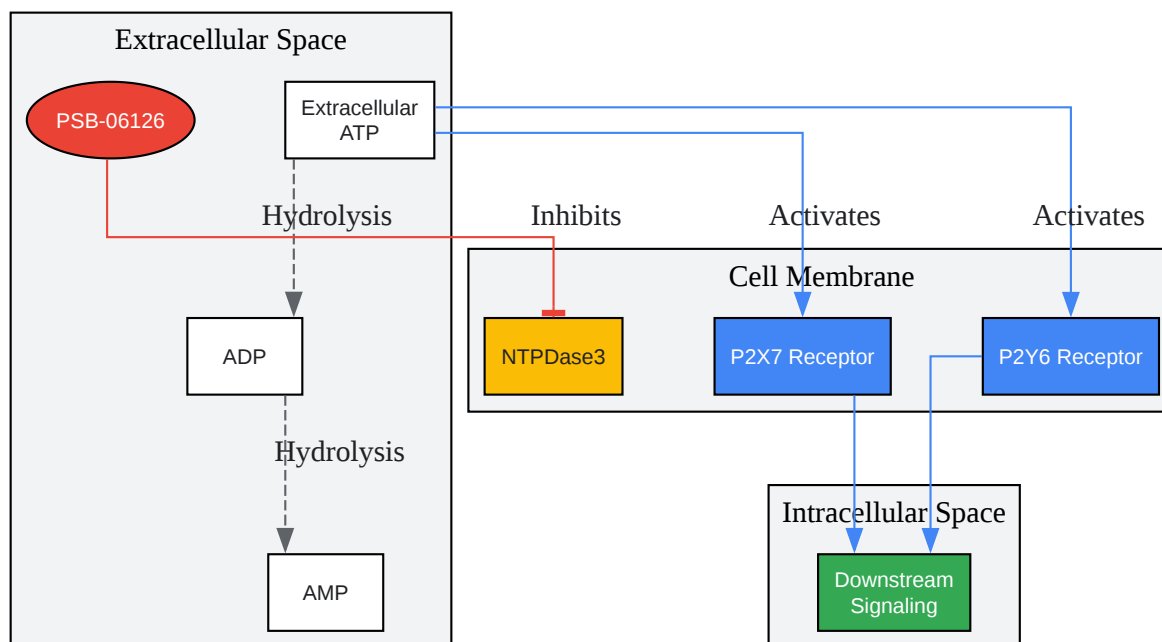 Extracellular Space
PSB-06126
Extracellular
ATP
Hydrolysis
Inhibits
Activates
Activates
Cell Membrane
ADP
NTPDase3
P2X7 Receptor
P2Y6 Receptor
Hydrolysis
Intracellular Space
AMP
Downstream
Signaling